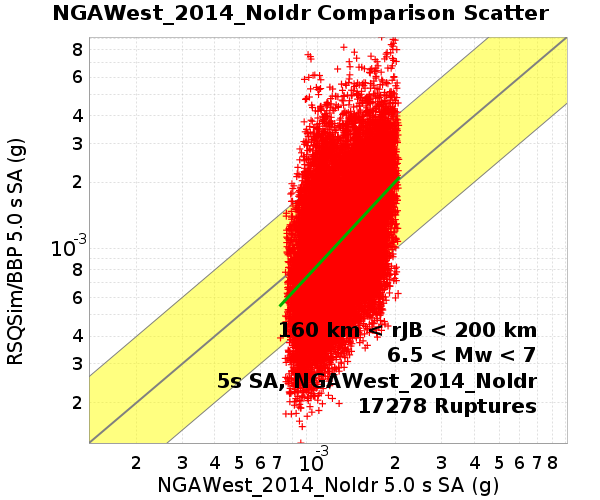 NGAWest_2014_NoIdr Comparison Scatter
8
6
4
3
2
10-3
8
6
4
3
2
RSQSim/BBP 5.0 s SA (g)
160 km < rJB < 200 km
6.5 < Mw < 7
5s SA, NGAWest_2014_NoIdr
17278 Ruptures
2 3 4 5 6 7 10-3 2 3 4 5 6 7 8
NGAWest_2014_NoIdr 5.0 s SA (g)